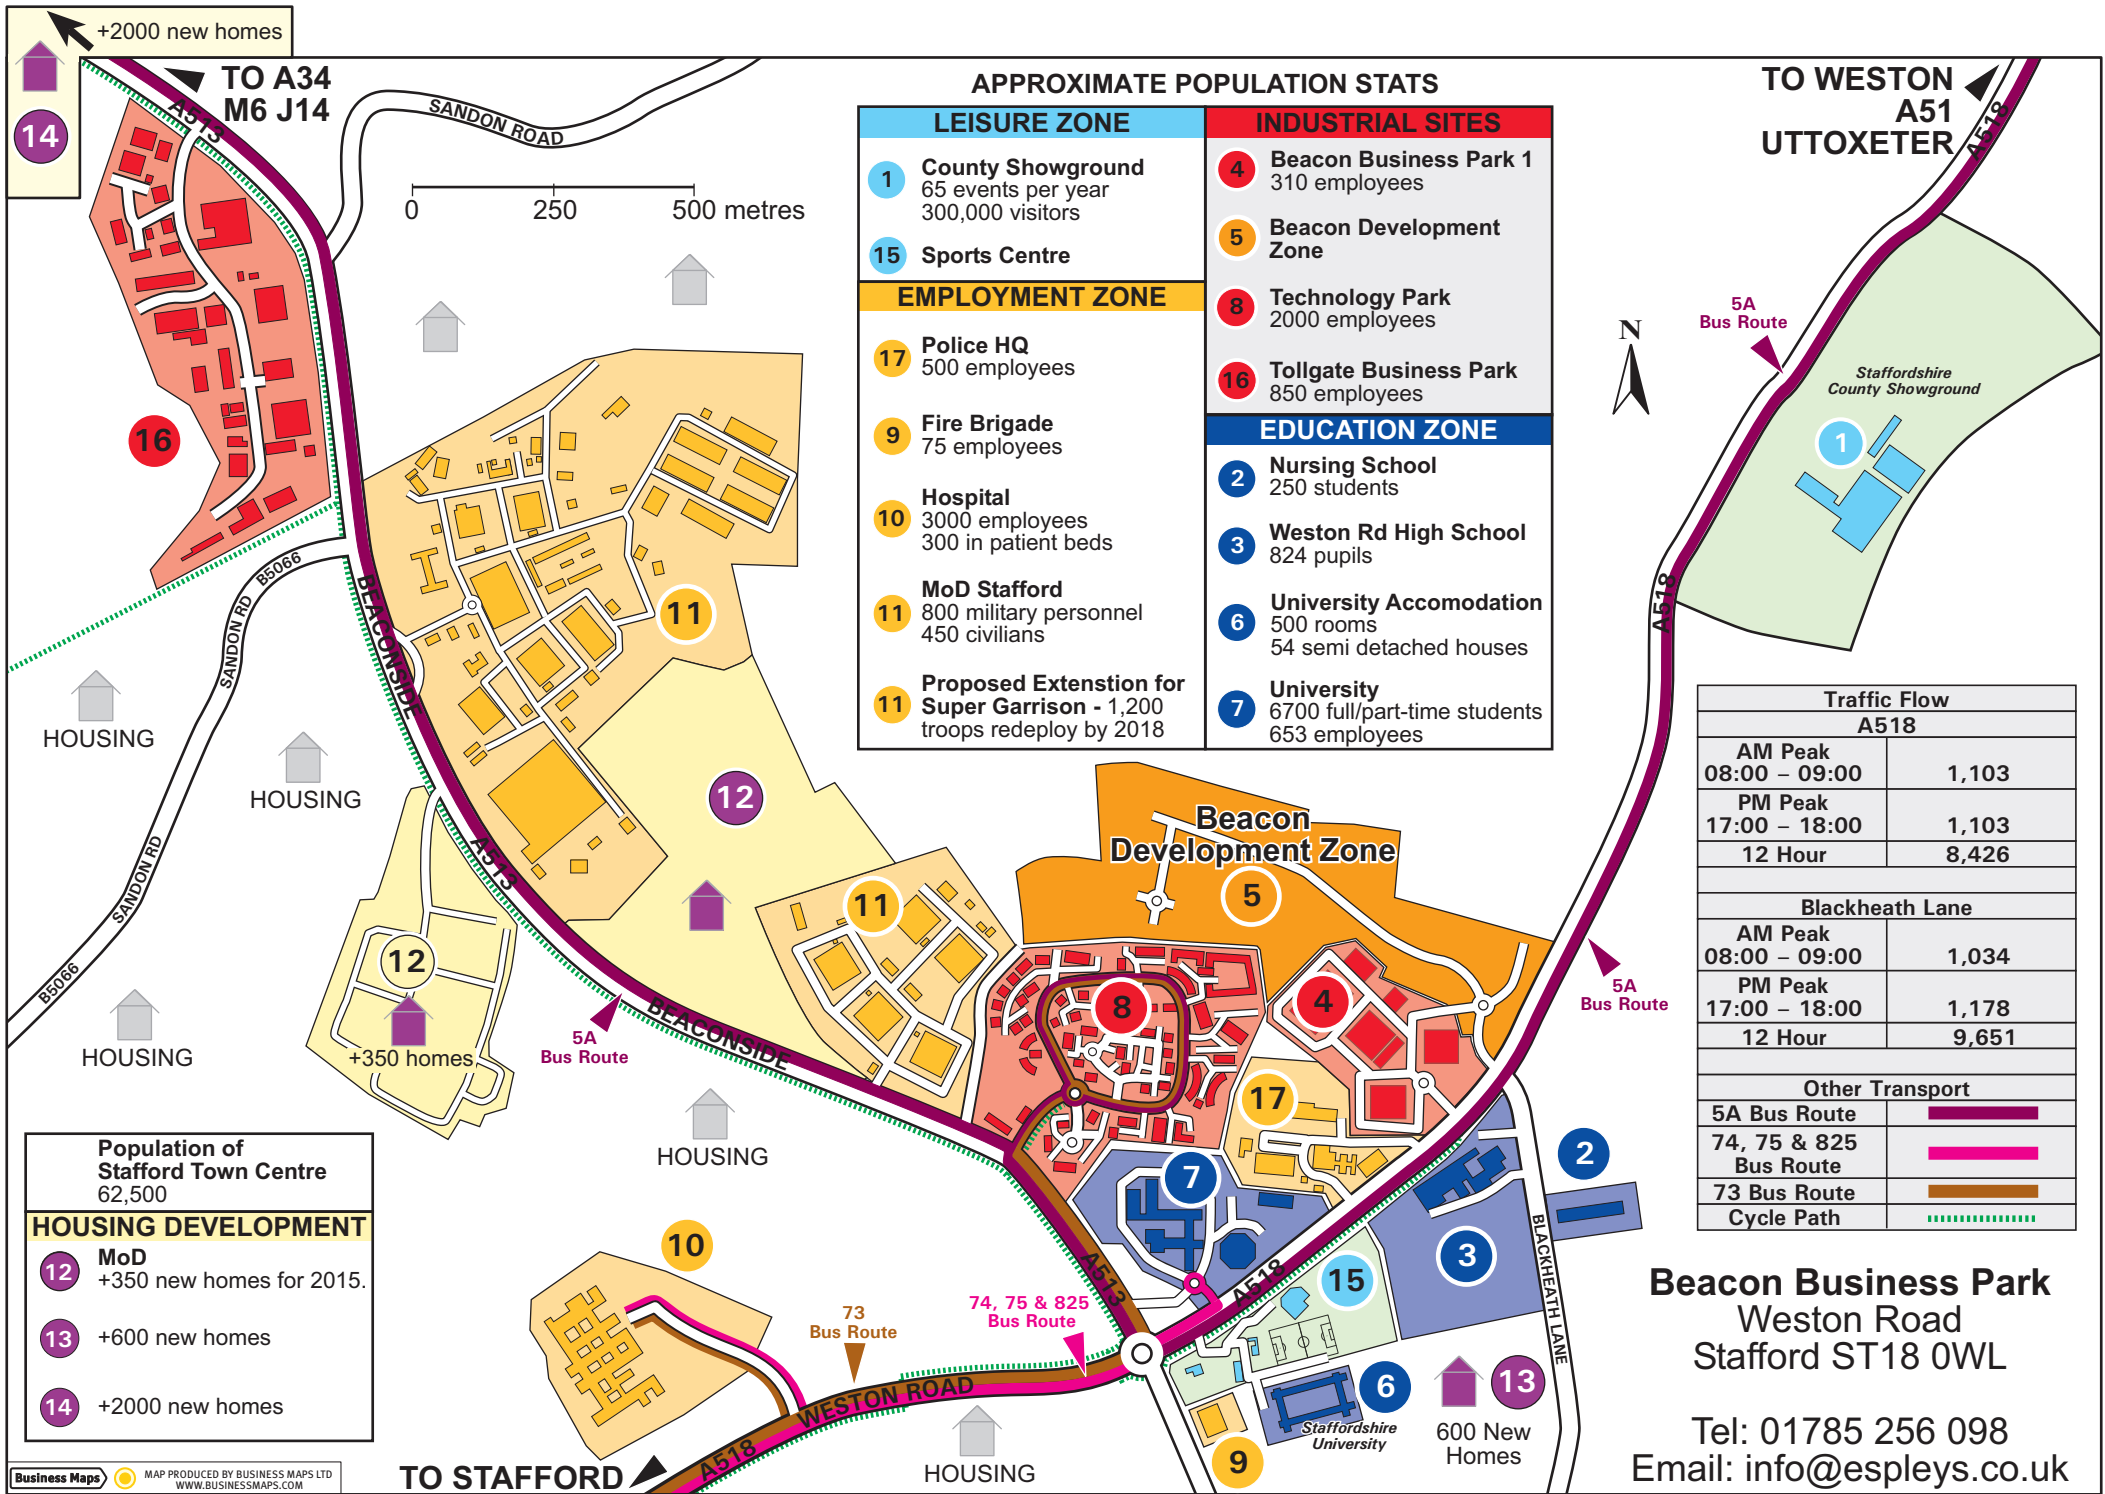 +2000 new homes
14
TO A34
M6 J14
A513
SANDON ROAD
0 250 500 metres
16
APPROXIMATE POPULATION STATS
LEISURE ZONE
1 County Showground
65 events per year
300,000 visitors
15 Sports Centre
EMPLOYMENT ZONE
17 Police HQ
500 employees
9 Fire Brigade
75 employees
10 Hospital
3000 employees
300 in patient beds
11 MoD Stafford
800 military personnel
450 civilians
11 Proposed Extenstion for
Super Garrison - 1,200
troops redeploy by 2018
INDUSTRIAL SITES
4 Beacon Business Park 1
310 employees
5 Beacon Development
Zone
8 Technology Park
2000 employees
16 Tollgate Business Park
850 employees
EDUCATION ZONE
2 Nursing School
250 students
3 Weston Rd High School
824 pupils
6 University Accomodation
500 rooms
54 semi detached houses
7 University
6700 full/part-time students
653 employees
TO WESTON
A51
UTTOXETER
A518
N
5A
Bus Route
Staffordshire
County Showground
1
A518
B5066
SANDON RD
BEACONSIDE
11
HOUSING
HOUSING
12
A513
SANDON RD
B5066
12
+350 homes
HOUSING
5A
Bus Route
BEACONSIDE
HOUSING
11
Beacon
Development Zone
5
8
4
17
7
5A
Bus Route
2
3
BLACKHEATH LANE
A513
A518
15
10
73
Bus Route
74, 75 & 825
Bus Route
WESTON ROAD
A518
TO STAFFORD
HOUSING
6
Staffordshire
University
9
13
600 New
Homes
Traffic Flow
A518
AM Peak
08:00 – 09:00 1,103
PM Peak
17:00 – 18:00 1,103
12 Hour 8,426
Blackheath Lane
AM Peak
08:00 – 09:00 1,034
PM Peak
17:00 – 18:00 1,178
12 Hour 9,651
Other Transport
5A Bus Route
74, 75 & 825
Bus Route
73 Bus Route
Cycle Path
Population of
Stafford Town Centre
62,500
HOUSING DEVELOPMENT
12 MoD
+350 new homes for 2015.
13 +600 new homes
14 +2000 new homes
Business Maps
MAP PRODUCED BY BUSINESS MAPS LTD
WWW.BUSINESSMAPS.COM
Beacon Business Park
Weston Road
Stafford ST18 0WL
Tel: 01785 256 098
Email: info@espleys.co.uk